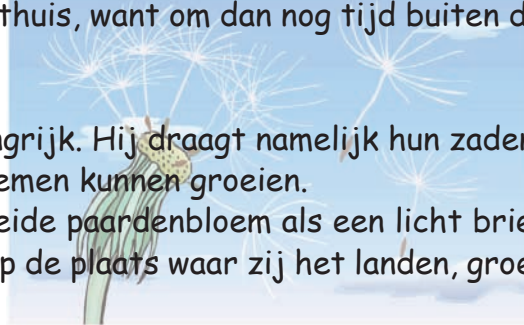 thuis, want om dan nog tijd buiten d
ngrijk. Hij draagt namelijk hun zader
emen kunnen groeien.
eide paardenbloem als een licht brie
p de plaats waar zij het landen, groe